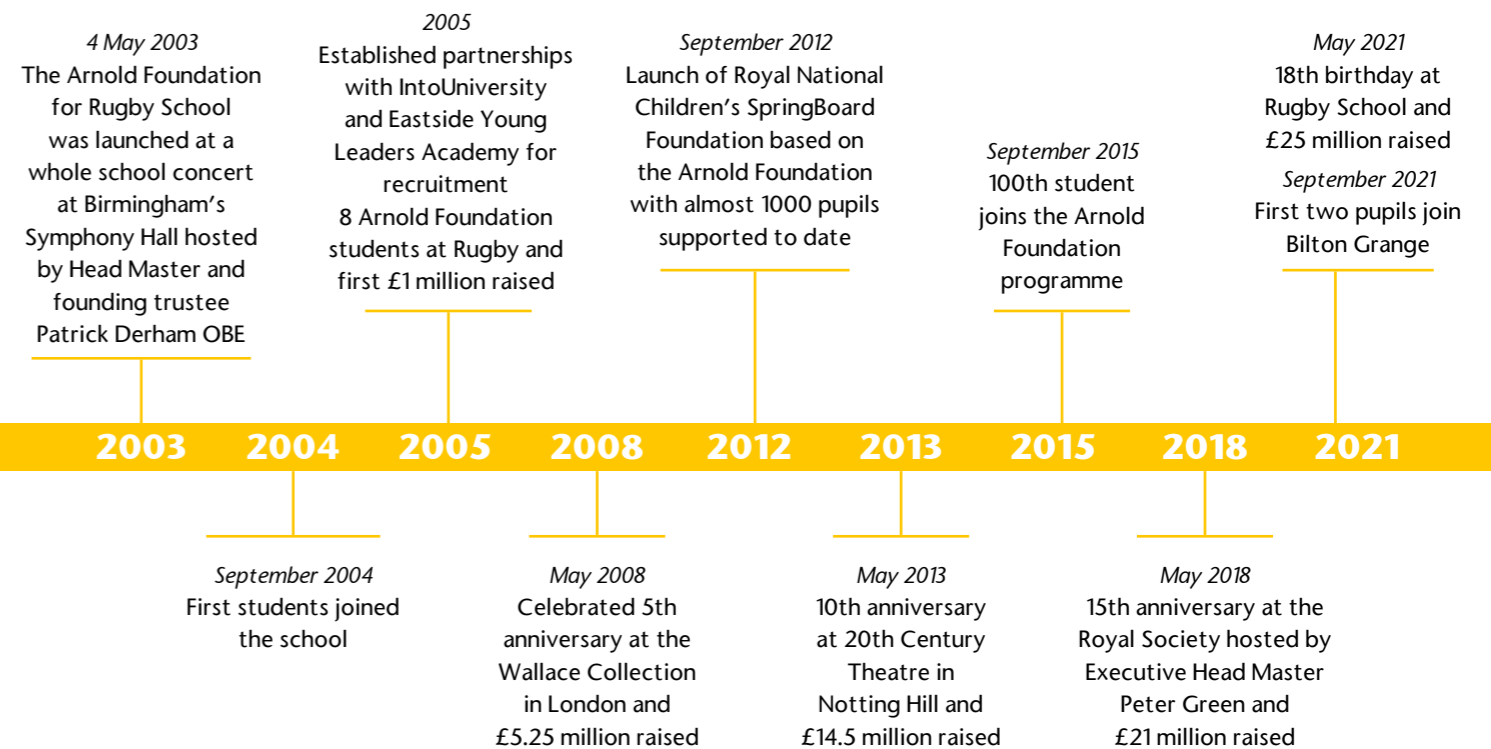 4 May 2003
The Arnold Foundation
for Rugby School
was launched at a
whole school concert
at Birmingham's
Symphony Hall hosted
by Head Master and
founding trustee
Patrick Derham OBE
2005
Established partnerships
with IntoUniversity
and Eastside Young
Leaders Academy for
recruitment
8 Arnold Foundation
students at Rugby and
first £1 million raised
September 2012
Launch of Royal National
Children's SpringBoard
Foundation based on
the Arnold Foundation
with almost 1000 pupils
supported to date
September 2015
100th student
joins the Arnold
Foundation
programme
May 2021
18th birthday at
Rugby School and
£25 million raised
September 2021
First two pupils join
Bilton Grange
2003 2004 2005 2008 2012 2013 2015 2018 2021
September 2004
First students joined
the school
May 2008
Celebrated 5th
anniversary at the
Wallace Collection
in London and
£5.25 million raised
May 2013
10th anniversary
at 20th Century
Theatre in
Notting Hill and
£14.5 million raised
May 2018
15th anniversary at the
Royal Society hosted by
Executive Head Master
Peter Green and
£21 million raised